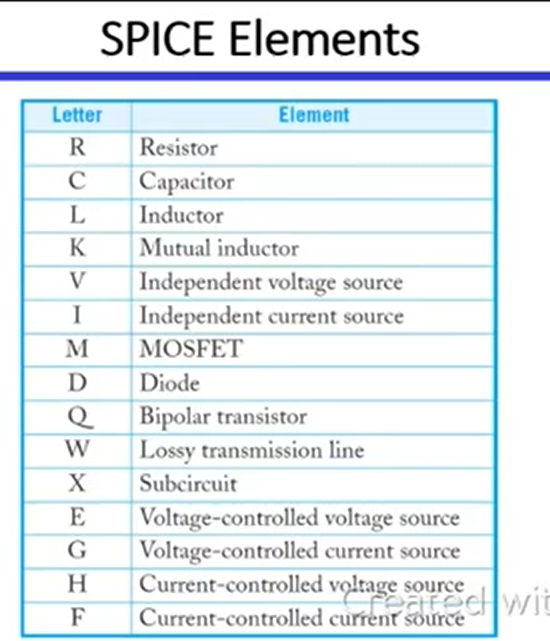 SPICE Elements
Letter Element
R Resistor
C Capacitor
L Inductor
K Mutual inductor
V Independent voltage source
I Independent current source
M MOSFET
D Diode
Q Bipolar transistor
W Lossy transmission line
X Subcircuit
E Voltage-controlled voltage source
G Voltage-controlled current source
H Current-controlled voltage source
Created wit
F Current-controlled current source